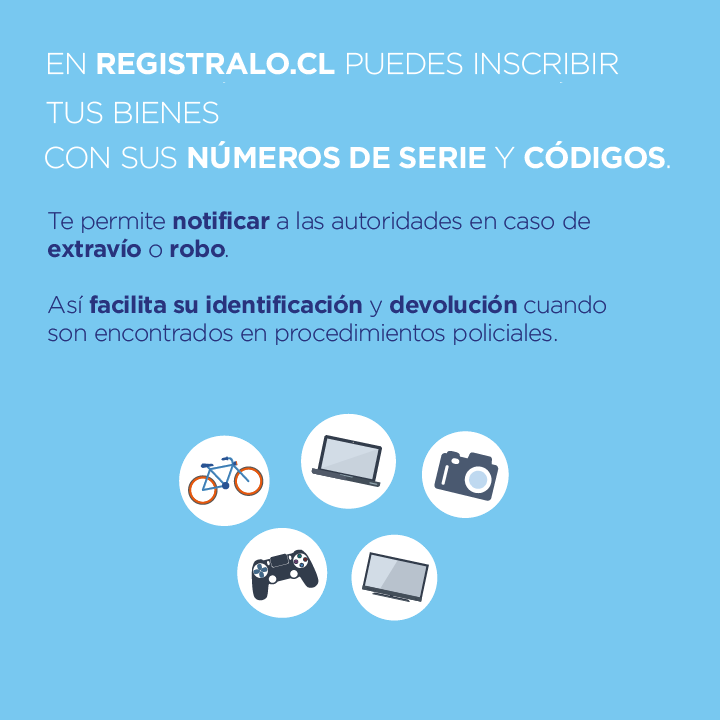 EN REGISTRALO.CL PUEDES INSCRIBIR
TUS BIENES
CON SUS NÚMEROS DE SERIE Y CÓDIGOS.
Te permite notificar a las autoridades en caso de
extravío o robo.
Así facilita su identificación y devolución cuando
son encontrados en procedimientos policiales.